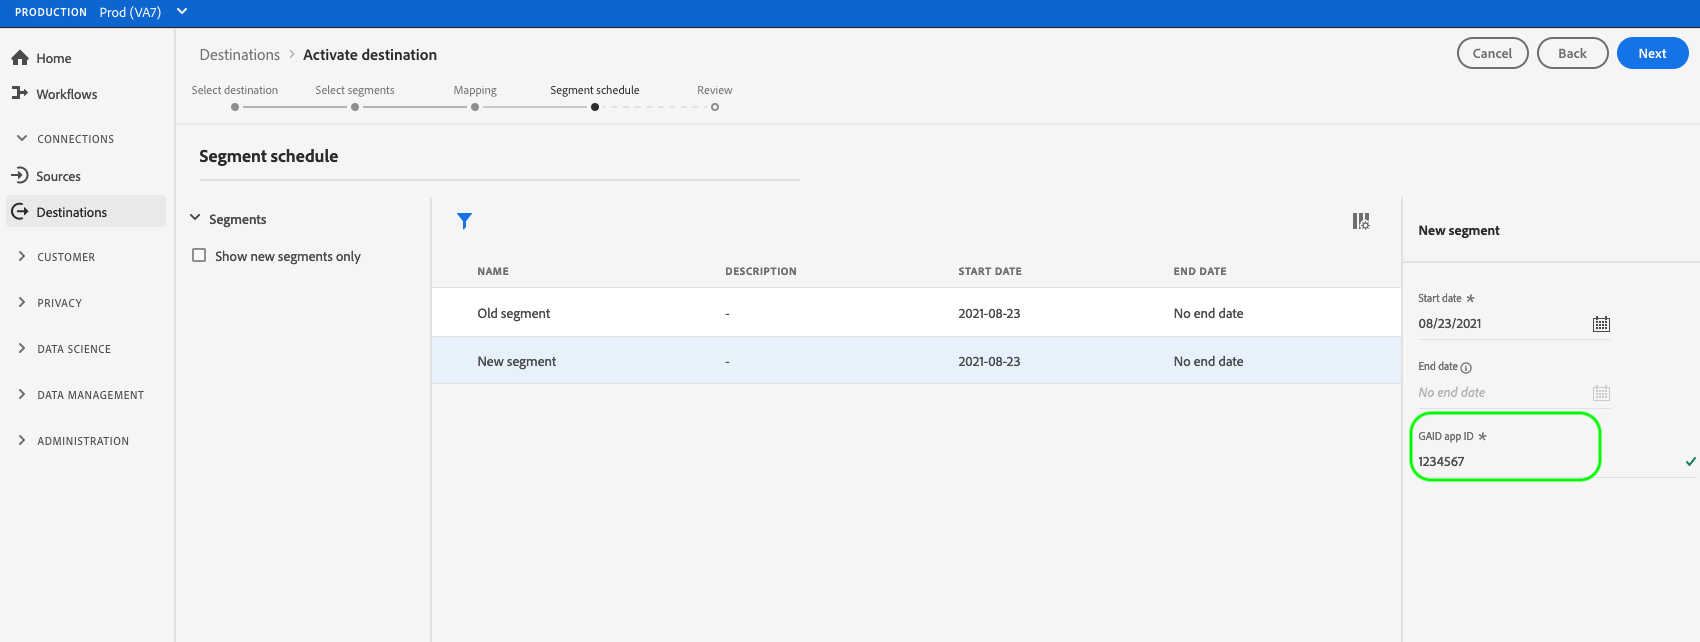 PRODUCTION Prod (VA7)
Home
Workflows
CONNECTIONS
Sources
Destinations
CUSTOMER
PRIVACY
DATA SCIENCE
DATA MANAGEMENT
ADMINISTRATION
Destinations > Activate destination
Cancel Back Next
Select destination Select segments Mapping Segment schedule Review
Segment schedule
Segments
Show new segments only
NAME DESCRIPTION START DATE END DATE
Old segment - 2021-08-23 No end date
New segment - 2021-08-23 No end date
New segment
Start date *
08/23/2021
End date
No end date
GAID app ID *
1234567